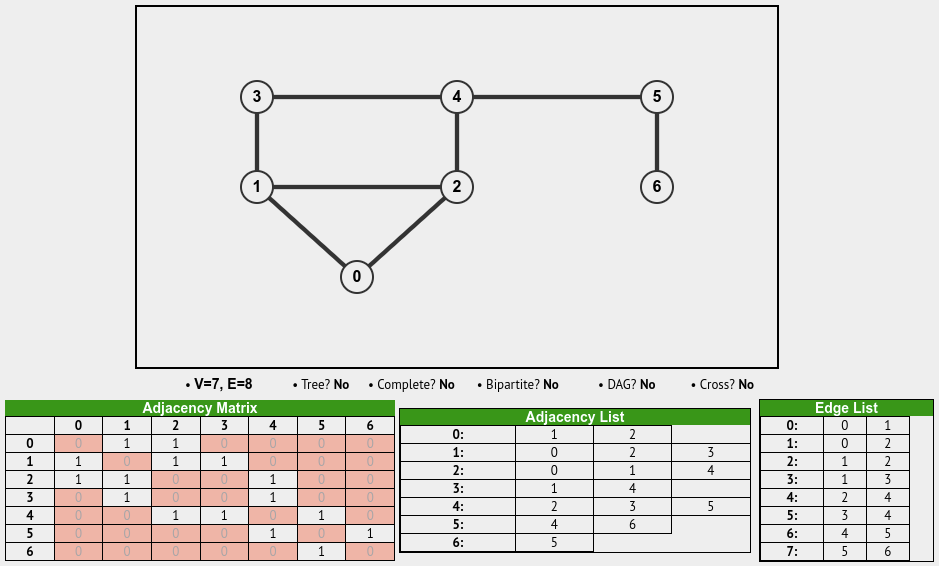 3 4 5
1 2 6
0
• V=7, E=8 • Tree? No • Complete? No • Bipartite? No • DAG? No • Cross? No
Adjacency Matrix
0 1 2 3 4 5 6
0 0 1 1 0 0 0 0
1 1 0 1 1 0 0 0
2 1 1 0 0 1 0 0
3 0 1 0 0 1 0 0
4 0 0 1 1 0 1 0
5 0 0 0 0 1 0 1
6 0 0 0 0 0 1 0
Adjacency List
0: 1 2
1: 0 2 3
2: 0 1 4
3: 1 4
4: 2 3 5
5: 4 6
6: 5
Edge List
0: 0 1
1: 0 2
2: 1 2
3: 1 3
4: 2 4
5: 3 4
6: 4 5
7: 5 6